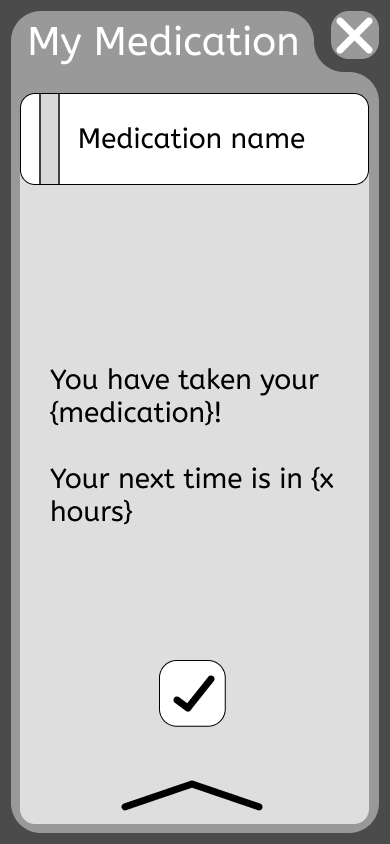 My Medication
Medication name
You have taken your
{medication}!
Your next time is in {x
hours}